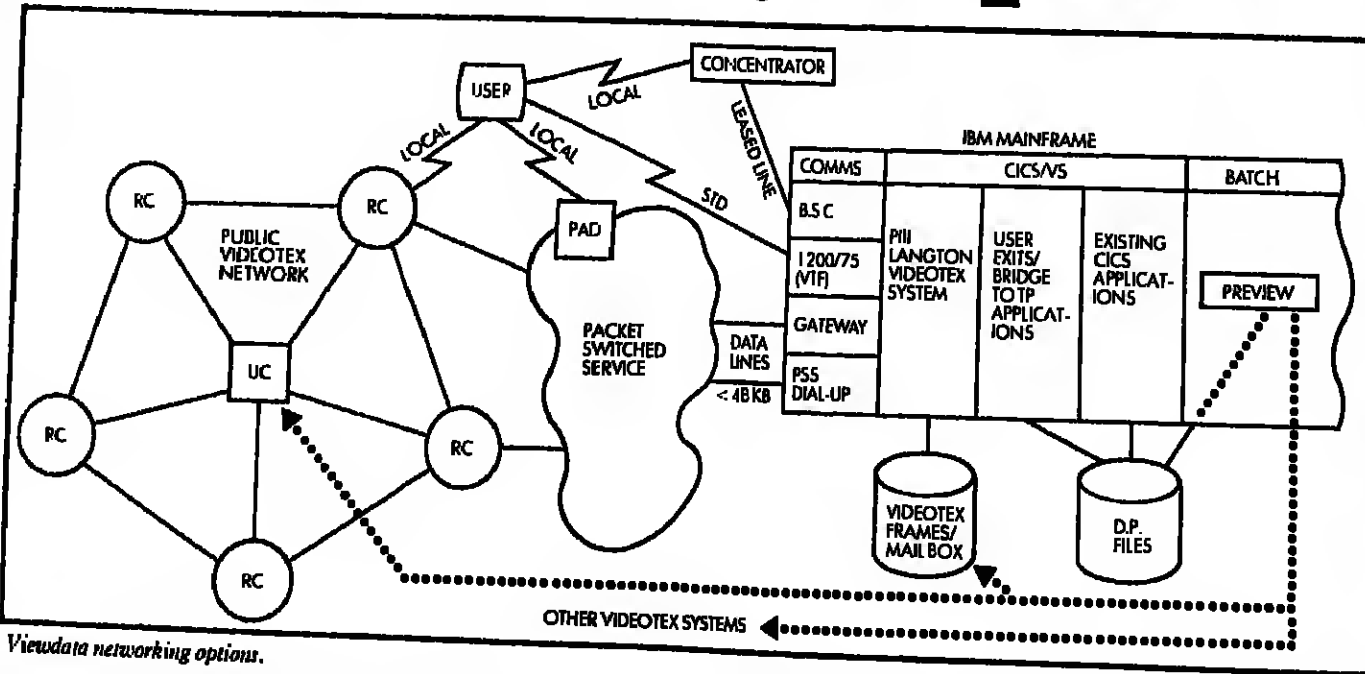 USER
LOCAL
CONCENTRATOR
LEASED LINE
LOCAL
LOCAL
STD
RC
RC
PUBLIC
VIDEOTEX
NETWORK
UC
RC
RC
RC
PAD
PACKET
SWITCHED
SERVICE
DATA
LINES
< 48 KB
IBM MAINFRAME
COMMS
CICS/VS
BATCH
B.S C
1200/75
(VTF)
GATEWAY
PSS
DIAL-UP
LANGTON
VIDEOTEX
SYSTEM
USER
EXITS/
BRIDGE
TO TP
APPLICAT-
IONS
EXISTING
CICS
APPLICAT-
IONS
PREVIEW
VIDEOTEX
FRAMES/
MAIL BOX
D.P.
FILES
OTHER VIDEOTEX SYSTEMS
Viewdata networking options.